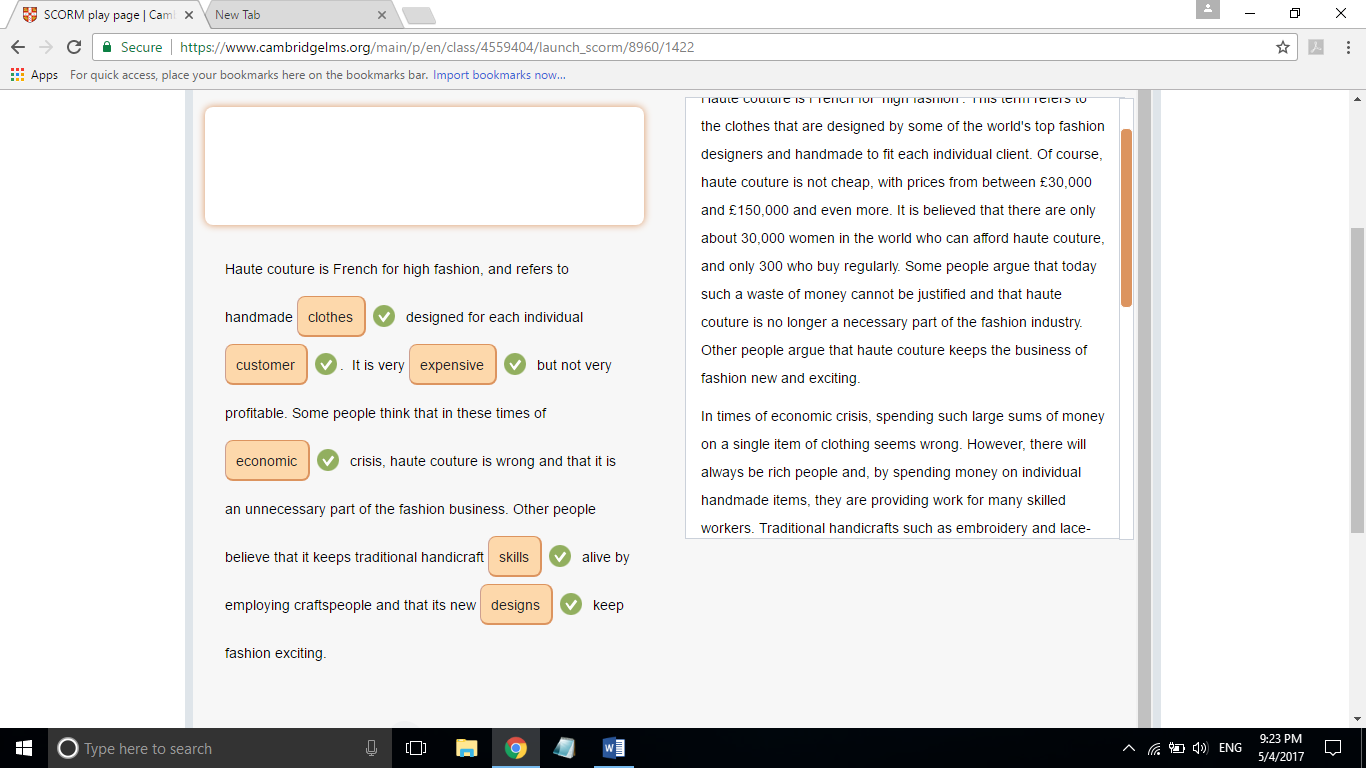 SCORM play page | Cam
New Tab
Secure
https://www.cambridgelms.org/main/p/en/class/4559404/launch_scorm/8960/1422
Apps
For quick access, place your bookmarks here on the bookmarks bar. Import bookmarks now...
Haute couture is French for high fashion, and refers to
handmade clothes designed for each individual
customer . It is very expensive but not very
profitable. Some people think that in these times of
economic crisis, haute couture is wrong and that it is
an unnecessary part of the fashion business. Other people
believe that it keeps traditional handicraft skills alive by
employing craftspeople and that its new designs keep
fashion exciting.
Haute couture is French for 'high fashion'. This term refers to
the clothes that are designed by some of the world's top fashion
designers and handmade to fit each individual client. Of course,
haute couture is not cheap, with prices from between £30,000
and £150,000 and even more. It is believed that there are only
about 30,000 women in the world who can afford haute couture,
and only 300 who buy regularly. Some people argue that today
such a waste of money cannot be justified and that haute
couture is no longer a necessary part of the fashion industry.
Other people argue that haute couture keeps the business of
fashion new and exciting.
In times of economic crisis, spending such large sums of money
on a single item of clothing seems wrong. However, there will
always be rich people and, by spending money on individual
handmade items, they are providing work for many skilled
workers. Traditional handicrafts such as embroidery and lace-
Type here to search
ENG
9:23 PM
5/4/2017